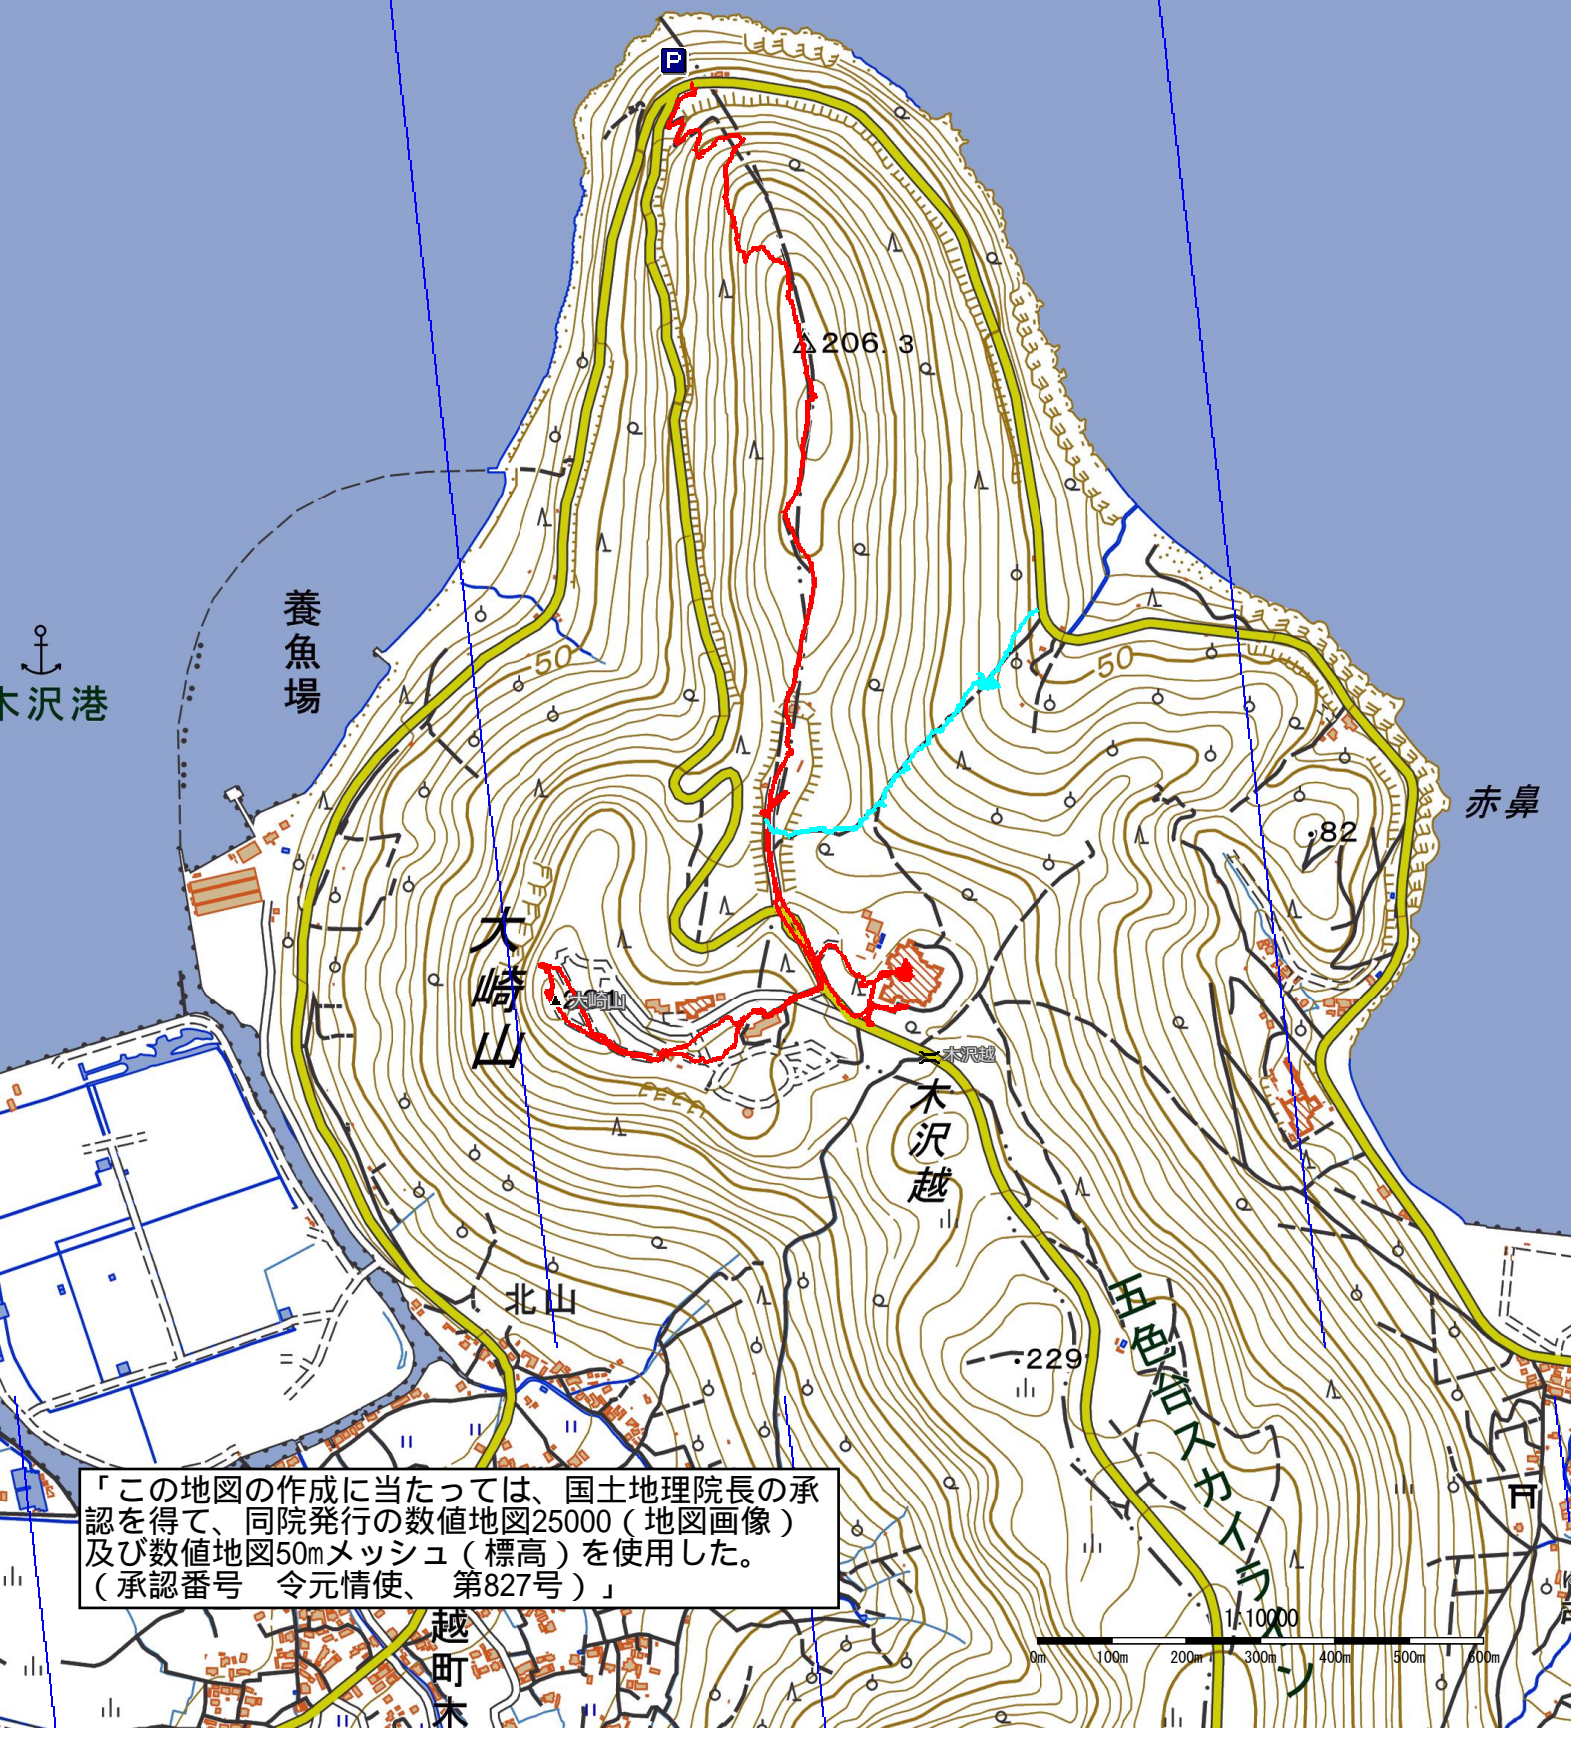 P
206.3
養魚場
木沢港
50
50
赤鼻
82
大崎山
大崎山
木沢越
木沢越
北山
五色台スカイライン
229
「この地図の作成に当たっては、国土地理院長の承
認を得て、同院発行の数値地図25000（地図画像）
及び数値地図50mメッシュ（標高）を使用した。
（承認番号　令元情使、　第827号）」
越町木
1:10000
0m 100m 200m 300m 400m 500m 600m